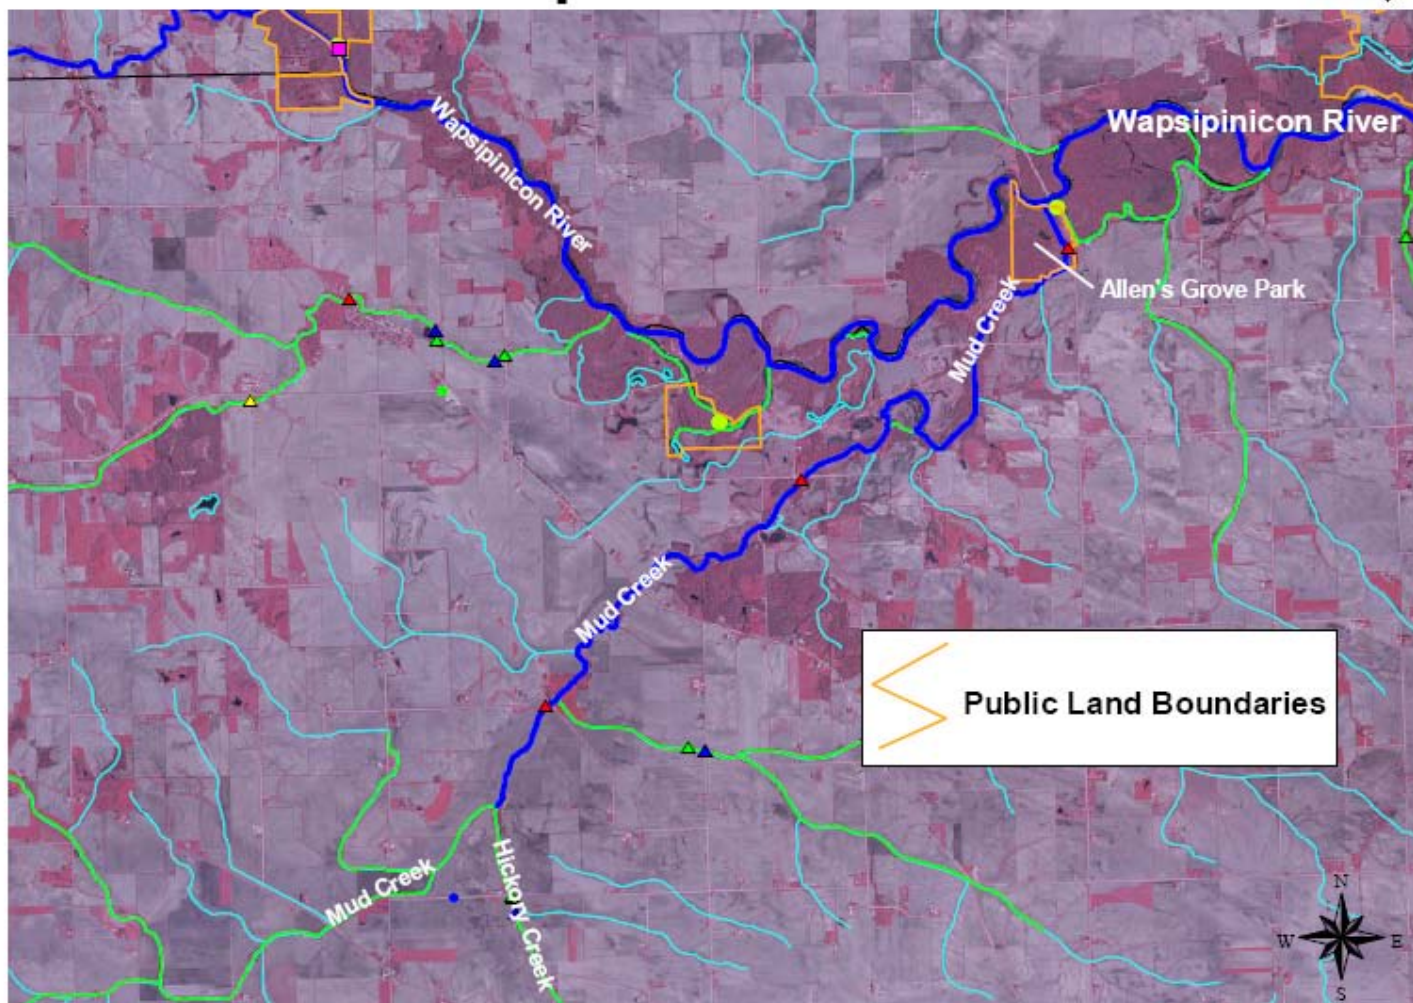 Wapsipinicon River
Wapsipinicon River
Allen's Grove Park
Mud Creek
Mud Creek
Public Land Boundaries
Mud Creek
Hickory Creek
N
W
E
S